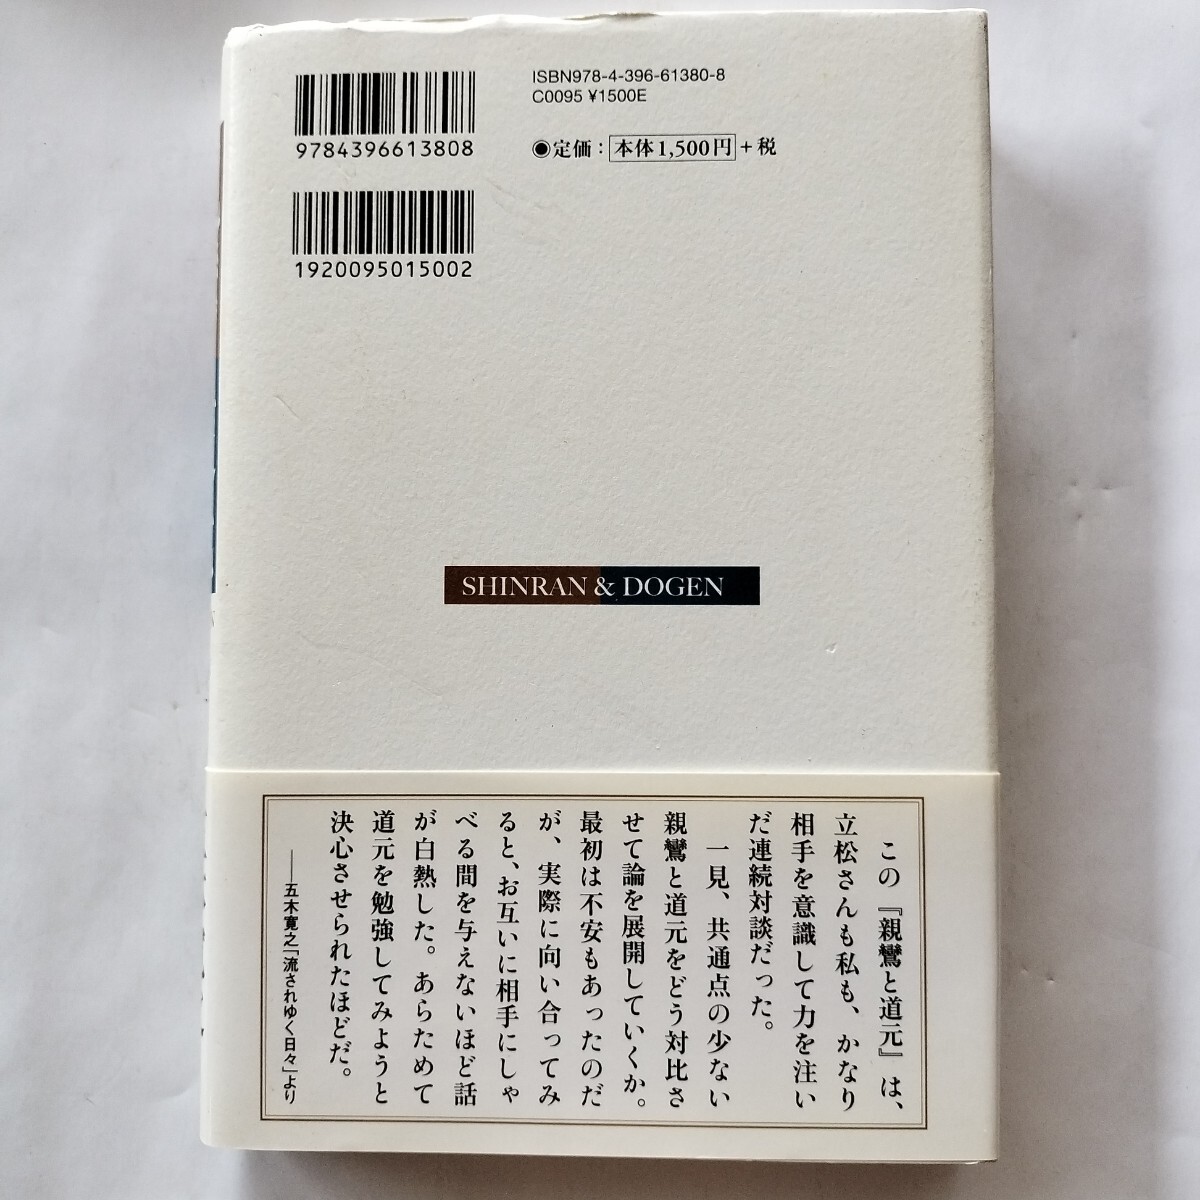 ISBN978-4-396-61380-8
C0095 ¥1500E
9784396613808
◉定価：本体1,500円＋税
1920095015002
SHINRAN & DOGEN
この『親鸞と道元』は、
立松さんも私も、かなり
相手を意識して力を注い
だ連続対談だった。
一見、共通点の少ない
親鸞と道元をどう対比さ
せて論を展開していくか。
最初は不安もあったのだ
が、実際に向い合ってみ
ると、お互いに相手にしゃ
べる間を与えないほど話
が白熱した。あらためて
道元を勉強してみようと
決心させられたほどだ。
――五木寛之「流されゆく日々」より